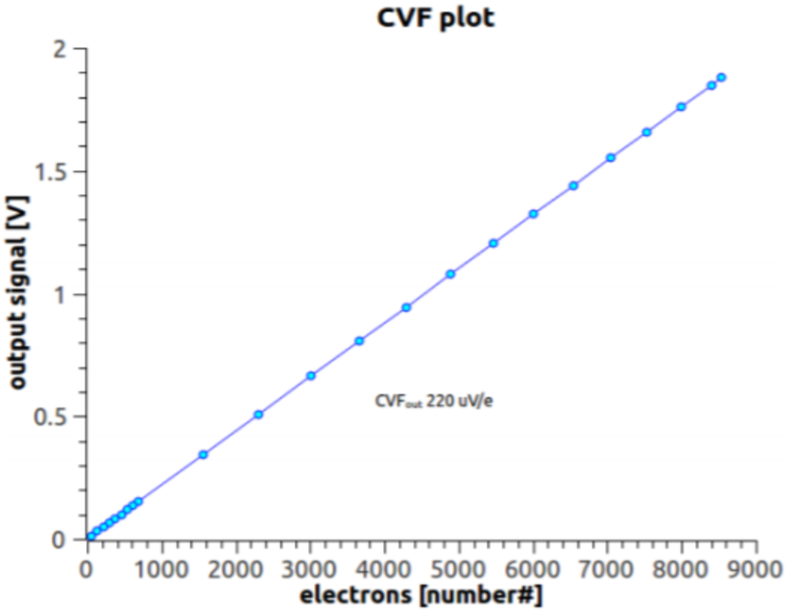 CVF plot
2
1.5
1
0.5
0
output signal [V]
CVFout 220 uV/e
0 1000 2000 3000 4000 5000 6000 7000 8000 9000
electrons [number#]